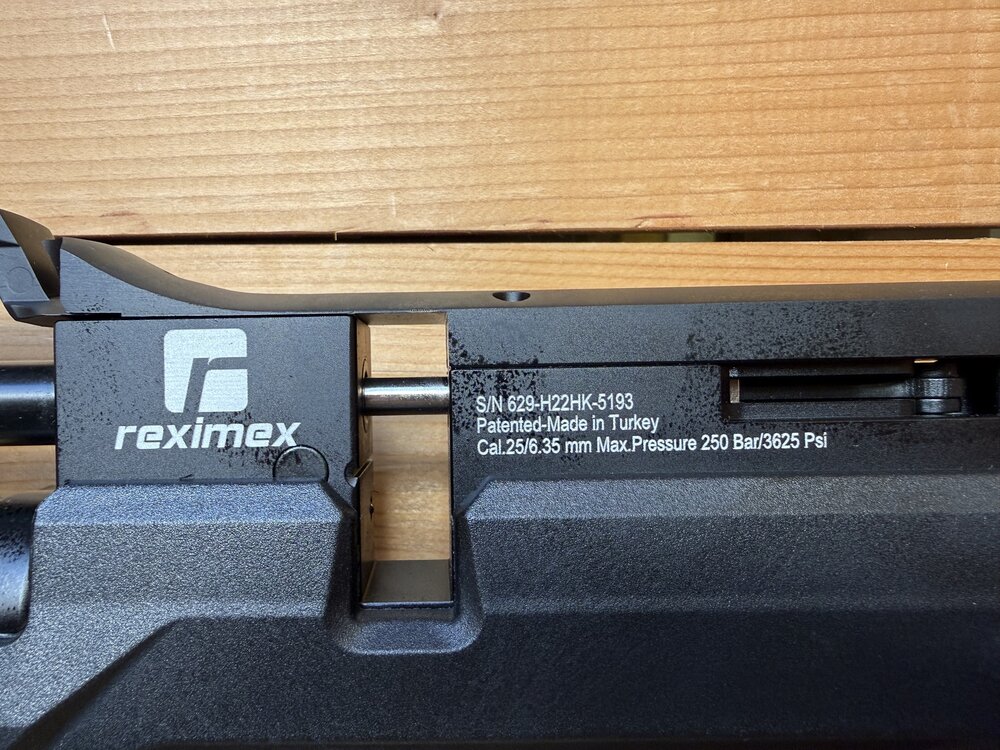 reximex
S/N 629-H22HK-5193
Patented-Made in Turkey
Cal.25/6.35 mm Max.Pressure 250 Bar/3625 Psi